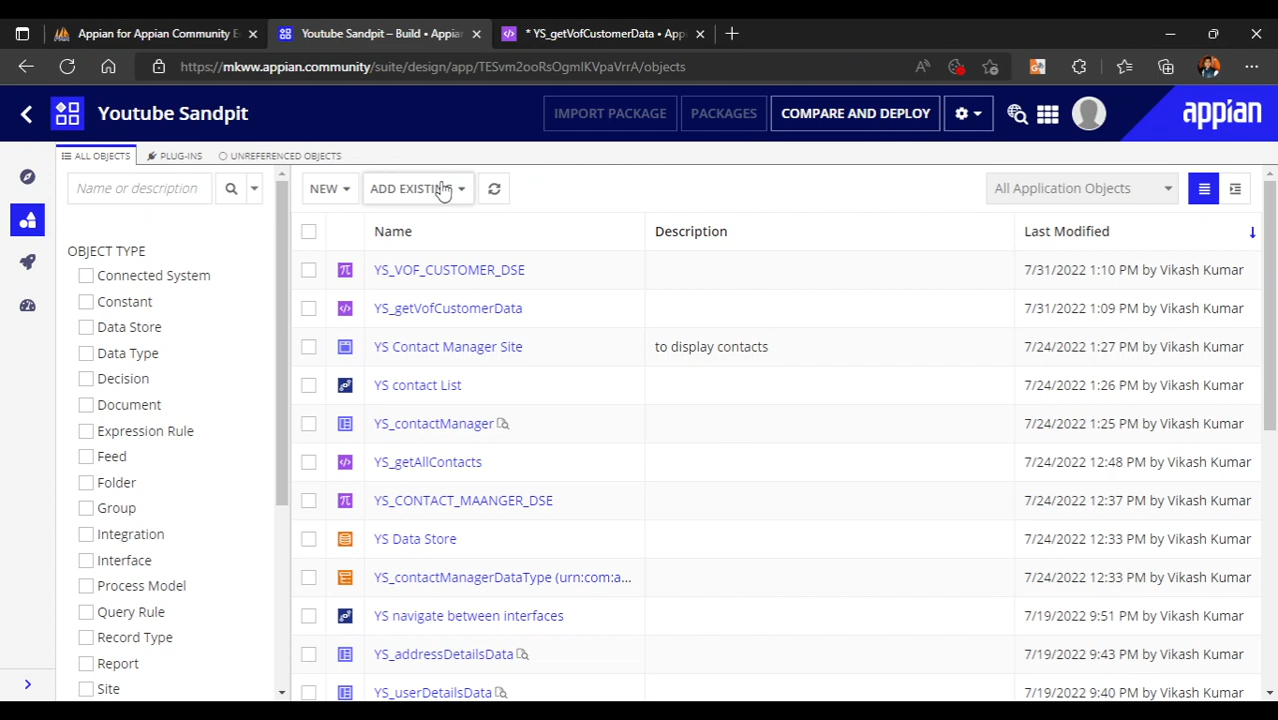 Appian for Appian Community E
Youtube Sandpit – Build • Appian
* YS_getVofCustomerData • Appi
https://mkww.appian.community/suite/design/app/TESvm2ooRsOgmIKVpaVrrA/objects
Youtube Sandpit
IMPORT PACKAGE
PACKAGES
COMPARE AND DEPLOY
appian
ALL OBJECTS
PLUG-INS
UNREFERENCED OBJECTS
Name or description
NEW
ADD EXISTING
All Application Objects
OBJECT TYPE
Connected System
Constant
Data Store
Data Type
Decision
Document
Expression Rule
Feed
Folder
Group
Integration
Interface
Process Model
Query Rule
Record Type
Report
Site
Name Description Last Modified
YS_VOF_CUSTOMER_DSE 7/31/2022 1:10 PM by Vikash Kumar
YS_getVofCustomerData 7/31/2022 1:09 PM by Vikash Kumar
YS Contact Manager Site to display contacts 7/24/2022 1:27 PM by Vikash Kumar
YS contact List 7/24/2022 1:26 PM by Vikash Kumar
YS_contactManager 7/24/2022 1:25 PM by Vikash Kumar
YS_getAllContacts 7/24/2022 12:48 PM by Vikash Kumar
YS_CONTACT_MAANGER_DSE 7/24/2022 12:37 PM by Vikash Kumar
YS Data Store 7/24/2022 12:33 PM by Vikash Kumar
YS_contactManagerDataType (urn:com:a... 7/24/2022 12:33 PM by Vikash Kumar
YS navigate between interfaces 7/19/2022 9:51 PM by Vikash Kumar
YS_addressDetailsData 7/19/2022 9:43 PM by Vikash Kumar
YS_userDetailsData 7/19/2022 9:40 PM by Vikash Kumar